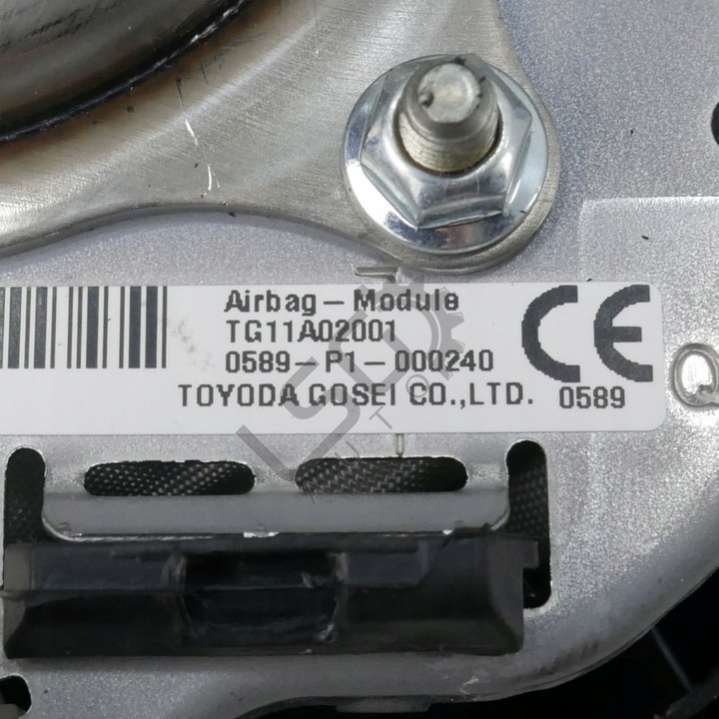 Airbag-Module
TG11A02001
0589-P1-000240
TOYODA GOSEI CO.,LTD.
CE
0589